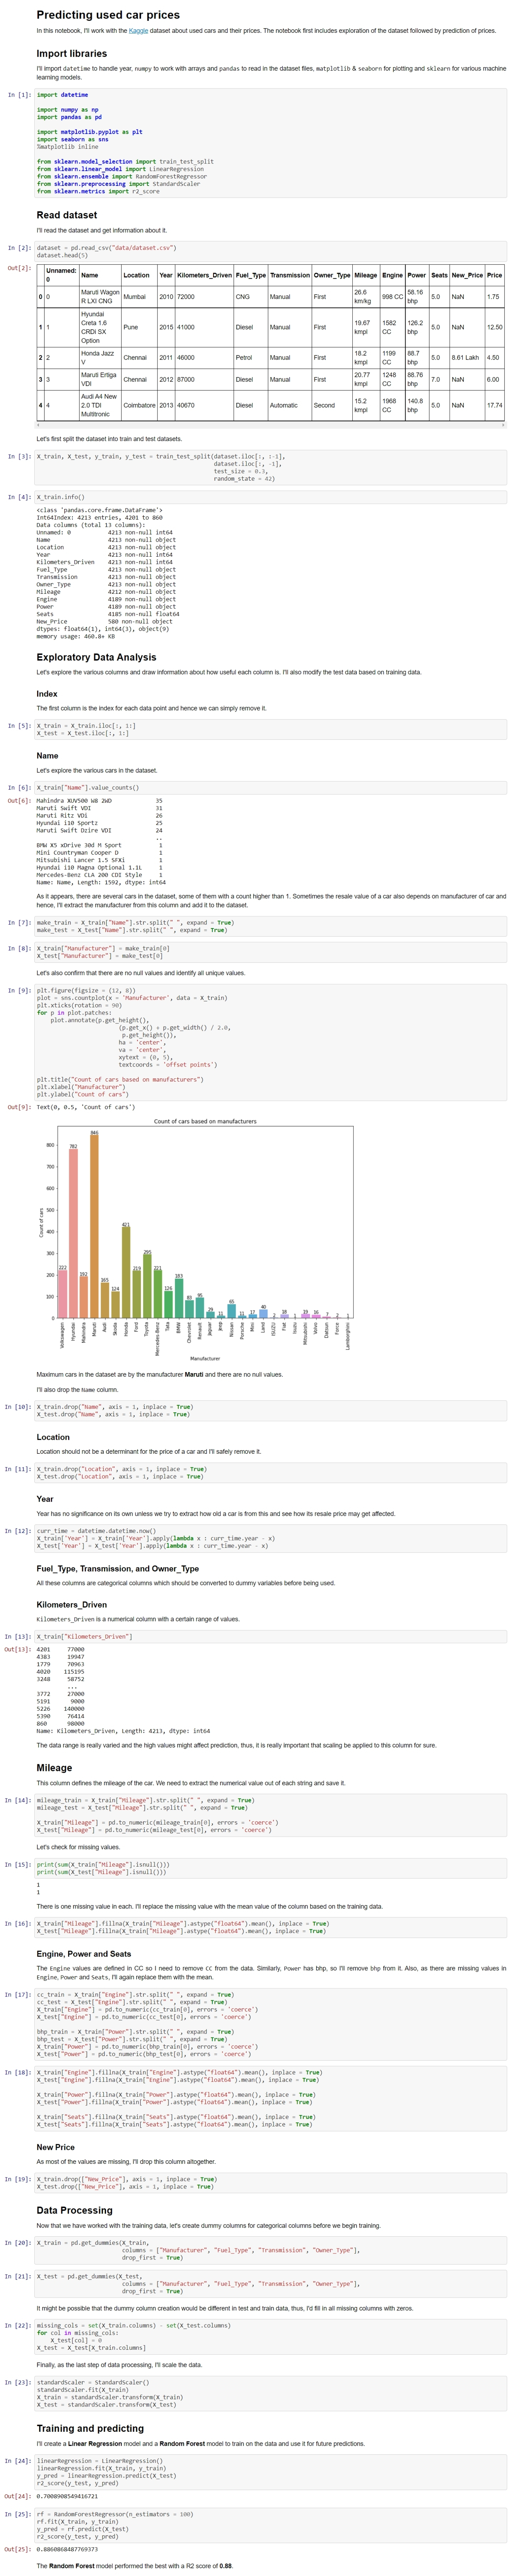 Predicting used car prices
In this notebook, I'll work with the Kaggle dataset about used cars and their prices. The notebook first includes exploration of the dataset followed by prediction of prices.
Import libraries
I'll import datetime to handle year, numpy to work with arrays and pandas to read in the dataset files, matplotlib & seaborn for plotting and sklearn for various machine
learning models.
In [1]: import datetime
import numpy as np
import pandas as pd
import matplotlib.pyplot as plt
import seaborn as sns
%matplotlib inline
from sklearn.model_selection import train_test_split
from sklearn.linear_model import LinearRegression
from sklearn.ensemble import RandomForestRegressor
from sklearn.preprocessing import StandardScaler
from sklearn.metrics import r2_score
Read dataset
I'll read the dataset and get information about it.
In [2]: dataset = pd.read_csv("data/dataset.csv")
dataset.head(5)
Out[2]:
Unnamed: 0 Name Location Year Kilometers_Driven Fuel_Type Transmission Owner_Type Mileage Engine Power Seats New_Price Price
0 0 Maruti Wagon R LXI CNG Mumbai 2010 72000 CNG Manual First 26.6 km/kg 998 CC 58.16 bhp 5.0 NaN 1.75
1 1 Hyundai Creta 1.6 CRDi SX Option Pune 2015 41000 Diesel Manual First 19.67 kmpl 1582 CC 126.2 bhp 5.0 NaN 12.50
2 2 Honda Jazz V Chennai 2011 46000 Petrol Manual First 18.2 kmpl 1199 CC 88.7 bhp 5.0 8.61 Lakh 4.50
3 3 Maruti Ertiga VDI Chennai 2012 87000 Diesel Manual First 20.77 kmpl 1248 CC 88.76 bhp 7.0 NaN 6.00
4 4 Audi A4 New 2.0 TDI Multitronic Coimbatore 2013 40670 Diesel Automatic Second 15.2 kmpl 1968 CC 140.8 bhp 5.0 NaN 17.74
Let's first split the dataset into train and test datasets.
In [3]: X_train, X_test, y_train, y_test = train_test_split(dataset.iloc[:, :-1],
dataset.iloc[:, -1],
test_size = 0.3,
random_state = 42)
In [4]: X_train.info()
<class 'pandas.core.frame.DataFrame'>
Int64Index: 4213 entries, 4201 to 860
Data columns (total 13 columns):
Unnamed: 0 4213 non-null int64
Name 4213 non-null object
Location 4213 non-null object
Year 4213 non-null int64
Kilometers_Driven 4213 non-null int64
Fuel_Type 4213 non-null object
Transmission 4213 non-null object
Owner_Type 4213 non-null object
Mileage 4212 non-null object
Engine 4189 non-null object
Power 4189 non-null object
Seats 4185 non-null float64
New_Price 580 non-null object
dtypes: float64(1), int64(3), object(9)
memory usage: 460.8+ KB
Exploratory Data Analysis
Let's explore the various columns and draw information about how useful each column is. I'll also modify the test data based on training data.
Index
The first column is the index for each data point and hence we can simply remove it.
In [5]: X_train = X_train.iloc[:, 1:]
X_test = X_test.iloc[:, 1:]
Name
Let's explore the various cars in the dataset.
In [6]: X_train["Name"].value_counts()
Out[6]: Mahindra XUV500 W8 2WD 35
Maruti Swift VDI 31
Maruti Ritz VDi 26
Hyundai i10 Sportz 25
Maruti Swift Dzire VDI 24
..
BMW X5 xDrive 30d M Sport 1
Mini Countryman Cooper D 1
Mitsubishi Lancer 1.5 SFXi 1
Hyundai i10 Magna Optional 1.1L 1
Mercedes-Benz CLA 200 CDI Style 1
Name: Name, Length: 1592, dtype: int64
As it appears, there are several cars in the dataset, some of them with a count higher than 1. Sometimes the resale value of a car also depends on manufacturer of car and
hence, I'll extract the manufacturer from this column and add it to the dataset.
In [7]: make_train = X_train["Name"].str.split(" ", expand = True)
make_test = X_test["Name"].str.split(" ", expand = True)
In [8]: X_train["Manufacturer"] = make_train[0]
X_test["Manufacturer"] = make_test[0]
Let's also confirm that there are no null values and identify all unique values.
In [9]: plt.figure(figsize = (12, 8))
plot = sns.countplot(x = 'Manufacturer', data = X_train)
plt.xticks(rotation = 90)
for p in plot.patches:
plot.annotate(p.get_height(),
(p.get_x() + p.get_width() / 2.0,
p.get_height()),
ha = 'center',
va = 'center',
xytext = (0, 5),
textcoords = 'offset points')
plt.title("Count of cars based on manufacturers")
plt.xlabel("Manufacturer")
plt.ylabel("Count of cars")
Out[9]: Text(0, 0.5, 'Count of cars')
Count of cars based on manufacturers
Count of cars
800
700
600
500
400
300
200
100
0
222 782 192 846 165 124 421 219 295 221 126 183 83 95 29 11 65 11 17 40 2 18 1 19 16 7 2 1
Volkswagen Hyundai Mahindra Maruti Audi Skoda Honda Ford Toyota Mercedes-Benz Tata BMW Chevrolet Renault Jaguar Jeep Nissan Porsche Mini Land ISUZU Fiat Isuzu Mitsubishi Volvo Datsun Force Lamborghini
Manufacturer
Maximum cars in the dataset are by the manufacturer Maruti and there are no null values.
I'll also drop the Name column.
In [10]: X_train.drop("Name", axis = 1, inplace = True)
X_test.drop("Name", axis = 1, inplace = True)
Location
Location should not be a determinant for the price of a car and I'll safely remove it.
In [11]: X_train.drop("Location", axis = 1, inplace = True)
X_test.drop("Location", axis = 1, inplace = True)
Year
Year has no significance on its own unless we try to extract how old a car is from this and see how its resale price may get affected.
In [12]: curr_time = datetime.datetime.now()
X_train['Year'] = X_train['Year'].apply(lambda x : curr_time.year - x)
X_test['Year'] = X_test['Year'].apply(lambda x : curr_time.year - x)
Fuel_Type, Transmission, and Owner_Type
All these columns are categorical columns which should be converted to dummy variables before being used.
Kilometers_Driven
Kilometers_Driven is a numerical column with a certain range of values.
In [13]: X_train["Kilometers_Driven"]
Out[13]: 4201 77000
4383 19947
1779 70963
4020 115195
3248 58752
...
3772 27000
5191 9000
5226 140000
5390 76414
860 98000
Name: Kilometers_Driven, Length: 4213, dtype: int64
The data range is really varied and the high values might affect prediction, thus, it is really important that scaling be applied to this column for sure.
Mileage
This column defines the mileage of the car. We need to extract the numerical value out of each string and save it.
In [14]: mileage_train = X_train["Mileage"].str.split(" ", expand = True)
mileage_test = X_test["Mileage"].str.split(" ", expand = True)
X_train["Mileage"] = pd.to_numeric(mileage_train[0], errors = 'coerce')
X_test["Mileage"] = pd.to_numeric(mileage_test[0], errors = 'coerce')
Let's check for missing values.
In [15]: print(sum(X_train["Mileage"].isnull()))
print(sum(X_test["Mileage"].isnull()))
1
1
There is one missing value in each. I'll replace the missing value with the mean value of the column based on the training data.
In [16]: X_train["Mileage"].fillna(X_train["Mileage"].astype("float64").mean(), inplace = True)
X_test["Mileage"].fillna(X_train["Mileage"].astype("float64").mean(), inplace = True)
Engine, Power and Seats
The Engine values are defined in CC so I need to remove CC from the data. Similarly, Power has bhp, so I'll remove bhp from it. Also, as there are missing values in
Engine, Power and Seats, I'll again replace them with the mean.
In [17]: cc_train = X_train["Engine"].str.split(" ", expand = True)
cc_test = X_test["Engine"].str.split(" ", expand = True)
X_train["Engine"] = pd.to_numeric(cc_train[0], errors = 'coerce')
X_test["Engine"] = pd.to_numeric(cc_test[0], errors = 'coerce')
bhp_train = X_train["Power"].str.split(" ", expand = True)
bhp_test = X_test["Power"].str.split(" ", expand = True)
X_train["Power"] = pd.to_numeric(bhp_train[0], errors = 'coerce')
X_test["Power"] = pd.to_numeric(bhp_test[0], errors = 'coerce')
In [18]: X_train["Engine"].fillna(X_train["Engine"].astype("float64").mean(), inplace = True)
X_test["Engine"].fillna(X_train["Engine"].astype("float64").mean(), inplace = True)
X_train["Power"].fillna(X_train["Power"].astype("float64").mean(), inplace = True)
X_test["Power"].fillna(X_train["Power"].astype("float64").mean(), inplace = True)
X_train["Seats"].fillna(X_train["Seats"].astype("float64").mean(), inplace = True)
X_test["Seats"].fillna(X_train["Seats"].astype("float64").mean(), inplace = True)
New Price
As most of the values are missing, I'll drop this column altogether.
In [19]: X_train.drop(["New_Price"], axis = 1, inplace = True)
X_test.drop(["New_Price"], axis = 1, inplace = True)
Data Processing
Now that we have worked with the training data, let's create dummy columns for categorical columns before we begin training.
In [20]: X_train = pd.get_dummies(X_train,
columns = ["Manufacturer", "Fuel_Type", "Transmission", "Owner_Type"],
drop_first = True)
In [21]: X_test = pd.get_dummies(X_test,
columns = ["Manufacturer", "Fuel_Type", "Transmission", "Owner_Type"],
drop_first = True)
It might be possible that the dummy column creation would be different in test and train data, thus, I'd fill in all missing columns with zeros.
In [22]: missing_cols = set(X_train.columns) - set(X_test.columns)
for col in missing_cols:
X_test[col] = 0
X_test = X_test[X_train.columns]
Finally, as the last step of data processing, I'll scale the data.
In [23]: standardScaler = StandardScaler()
standardScaler.fit(X_train)
X_train = standardScaler.transform(X_train)
X_test = standardScaler.transform(X_test)
Training and predicting
I'll create a Linear Regression model and a Random Forest model to train on the data and use it for future predictions.
In [24]: linearRegression = LinearRegression()
linearRegression.fit(X_train, y_train)
y_pred = linearRegression.predict(X_test)
r2_score(y_test, y_pred)
Out[24]: 0.7008908549416721
In [25]: rf = RandomForestRegressor(n_estimators = 100)
rf.fit(X_train, y_train)
y_pred = rf.predict(X_test)
r2_score(y_test, y_pred)
Out[25]: 0.8860868487769373
The Random Forest model performed the best with a R2 score of 0.88.